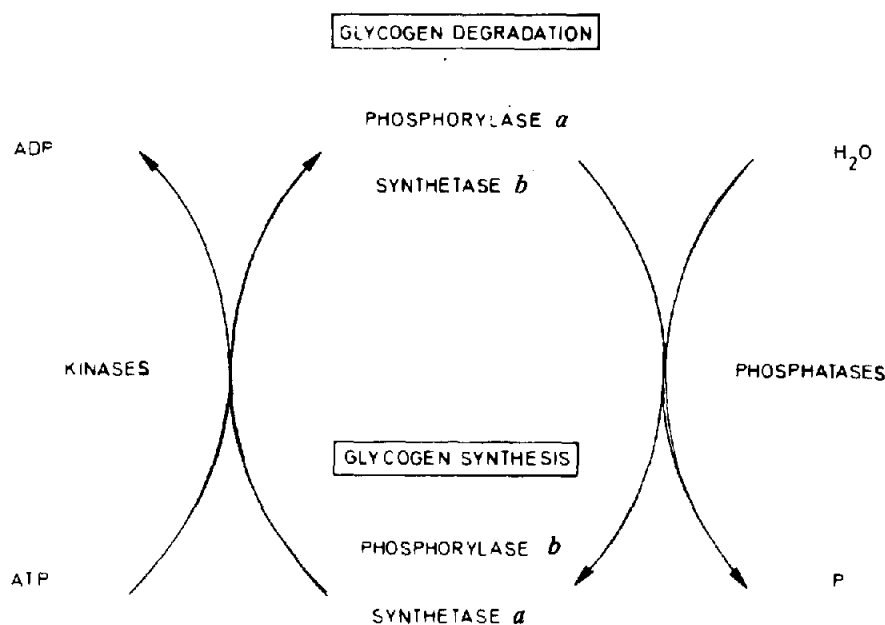 GLYCOGEN DEGRADATION
PHOSPHORYLASE a
ADP
H₂O
SYNTHETASE b
KINASES
PHOSPHATASES
GLYCOGEN SYNTHESIS
PHOSPHORYLASE b
ATP
P
SYNTHETASE a